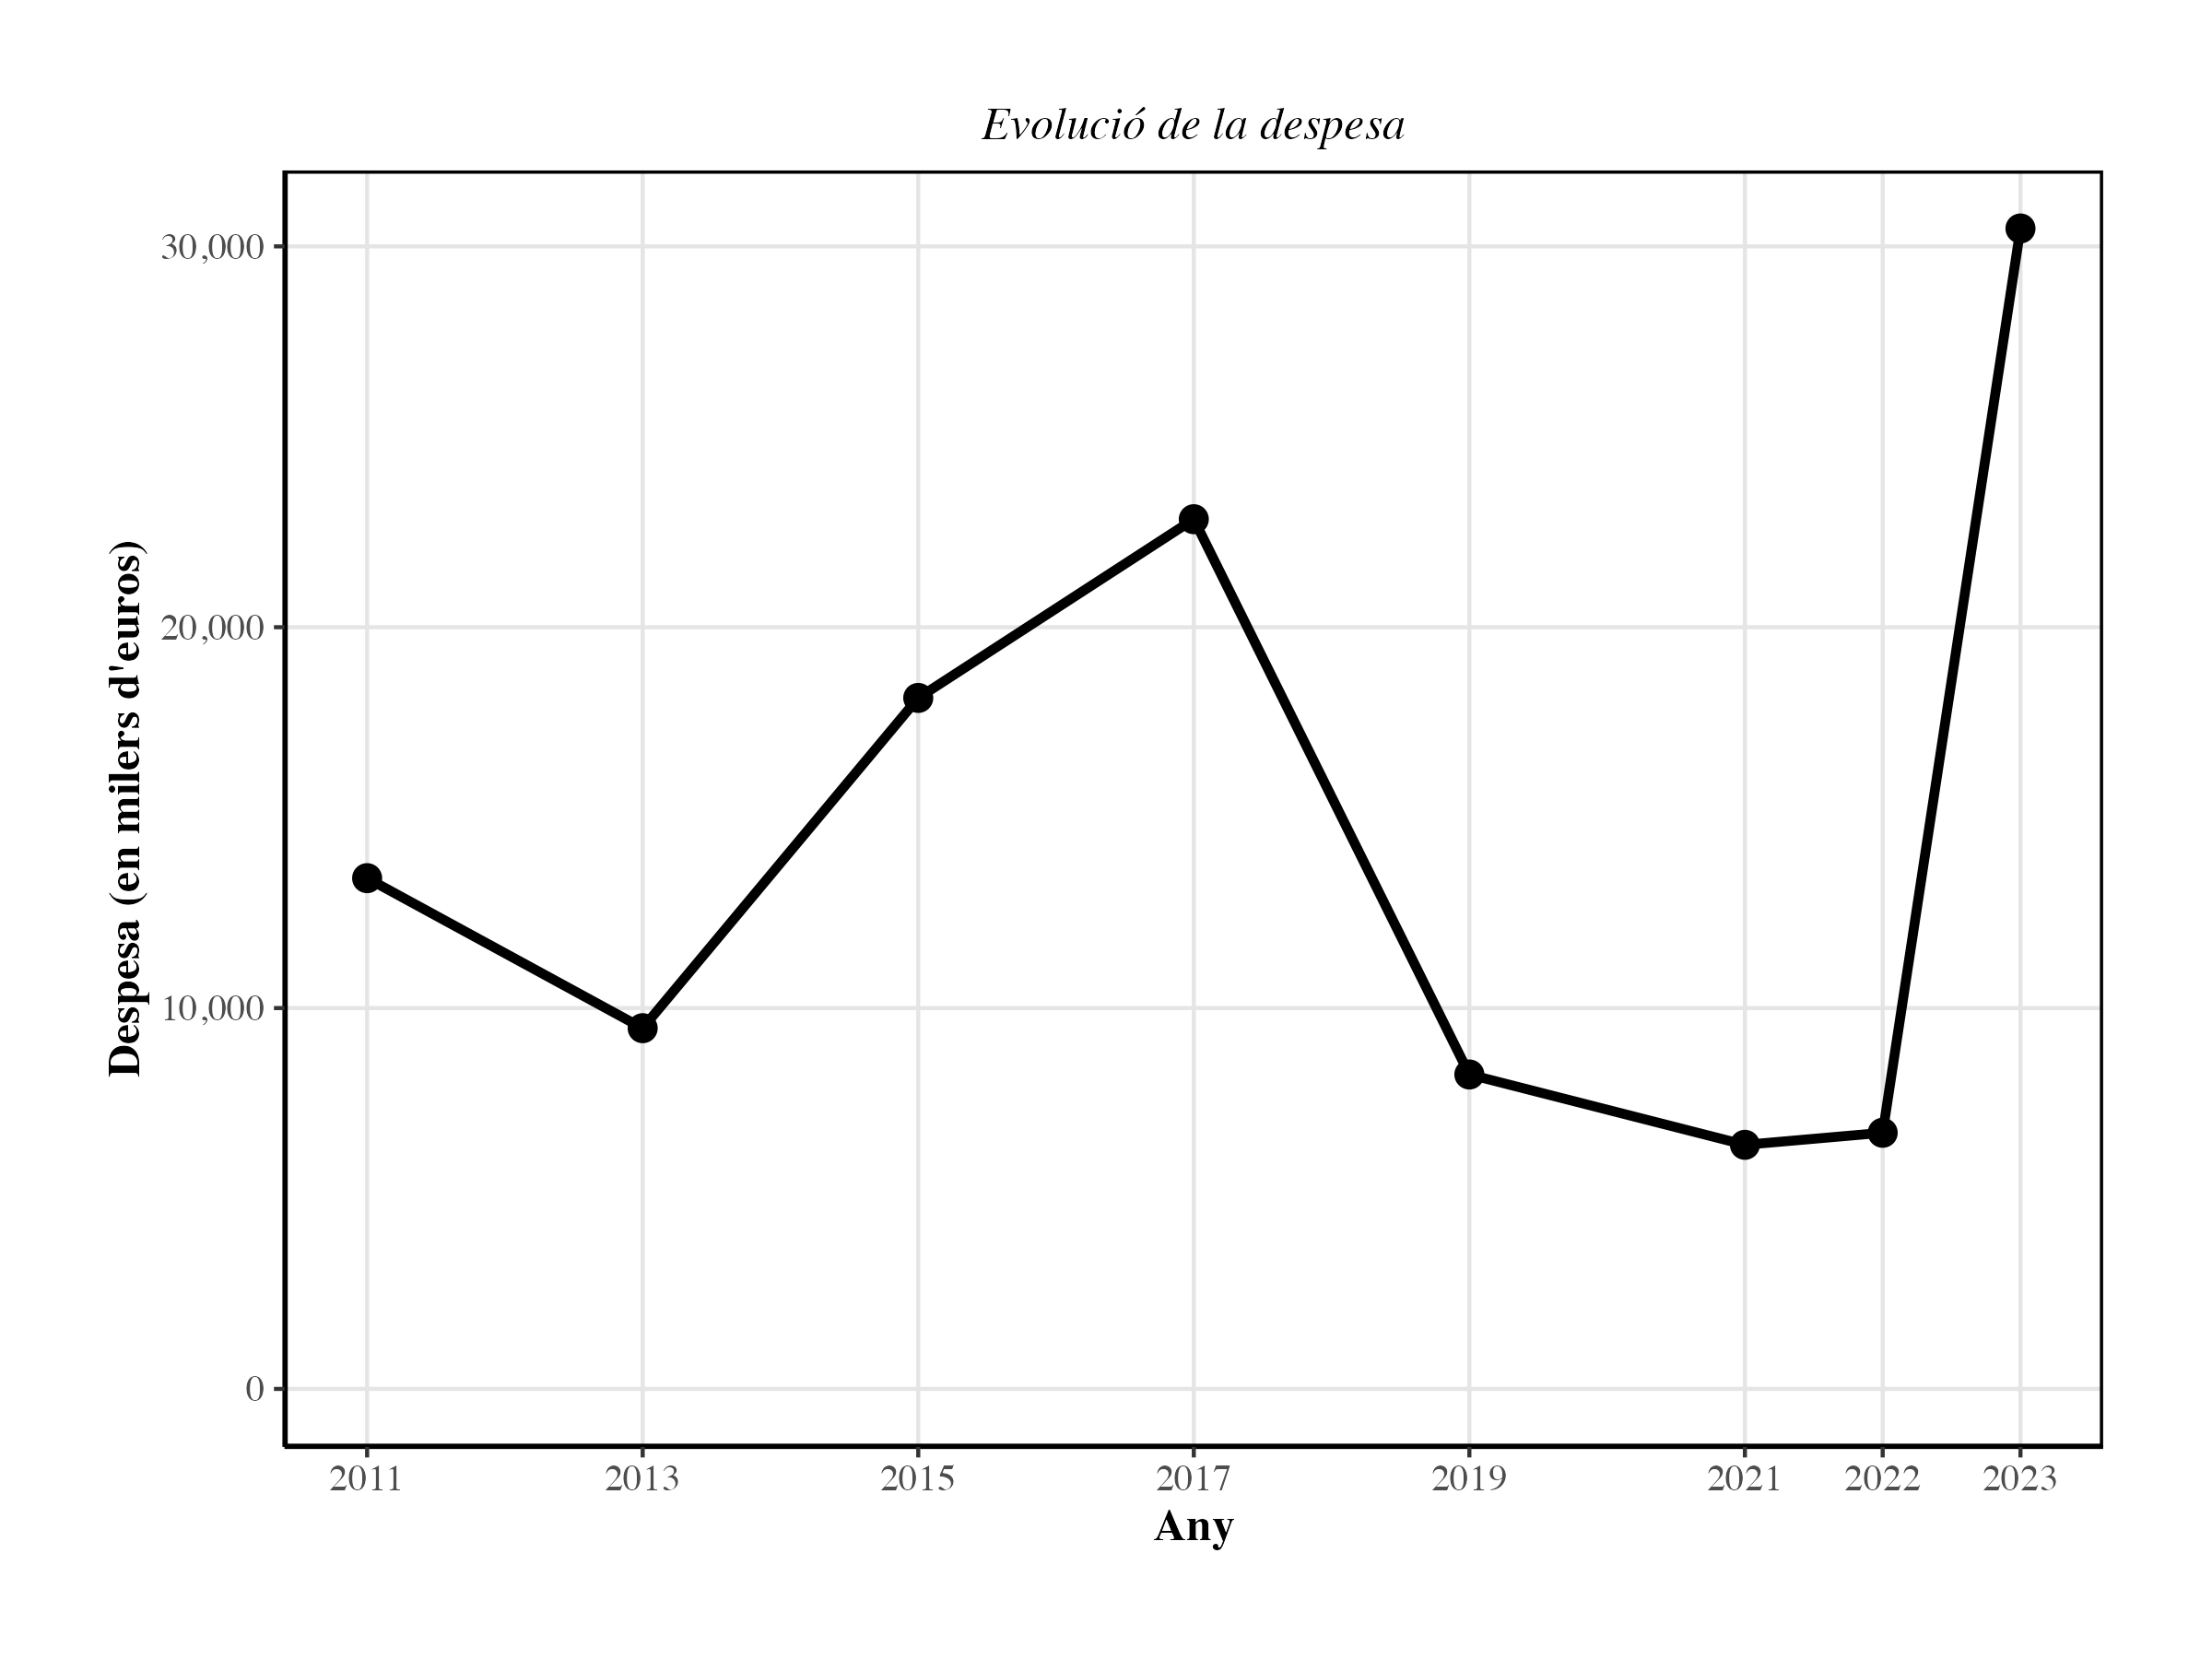 Evolució de la despesa
Despesa (en milers d'euros)
30,000
20,000
10,000
0
2011 2013 2015 2017 2019 2021 2022 2023
Any